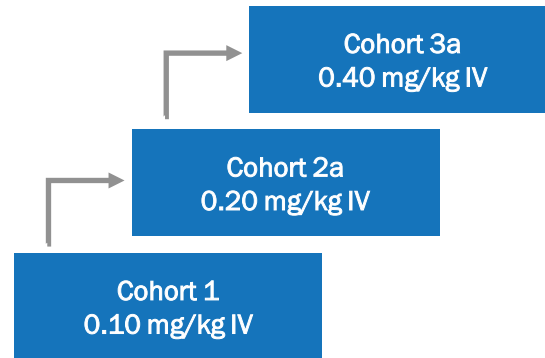 Cohort 3a
0.40 mg/kg IV
Cohort 2a
0.20 mg/kg IV
Cohort 1
0.10 mg/kg IV